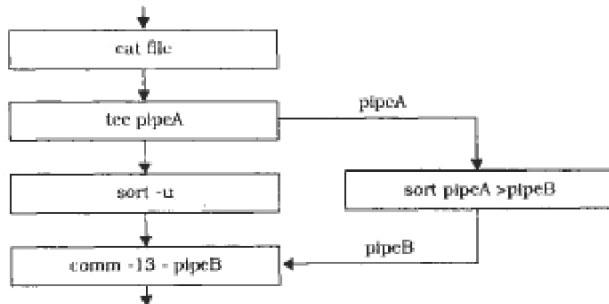 cat file
tee pipeA
pipeA
sort -u
sort pipeA >pipeB
comm -13 - pipeB
pipeB